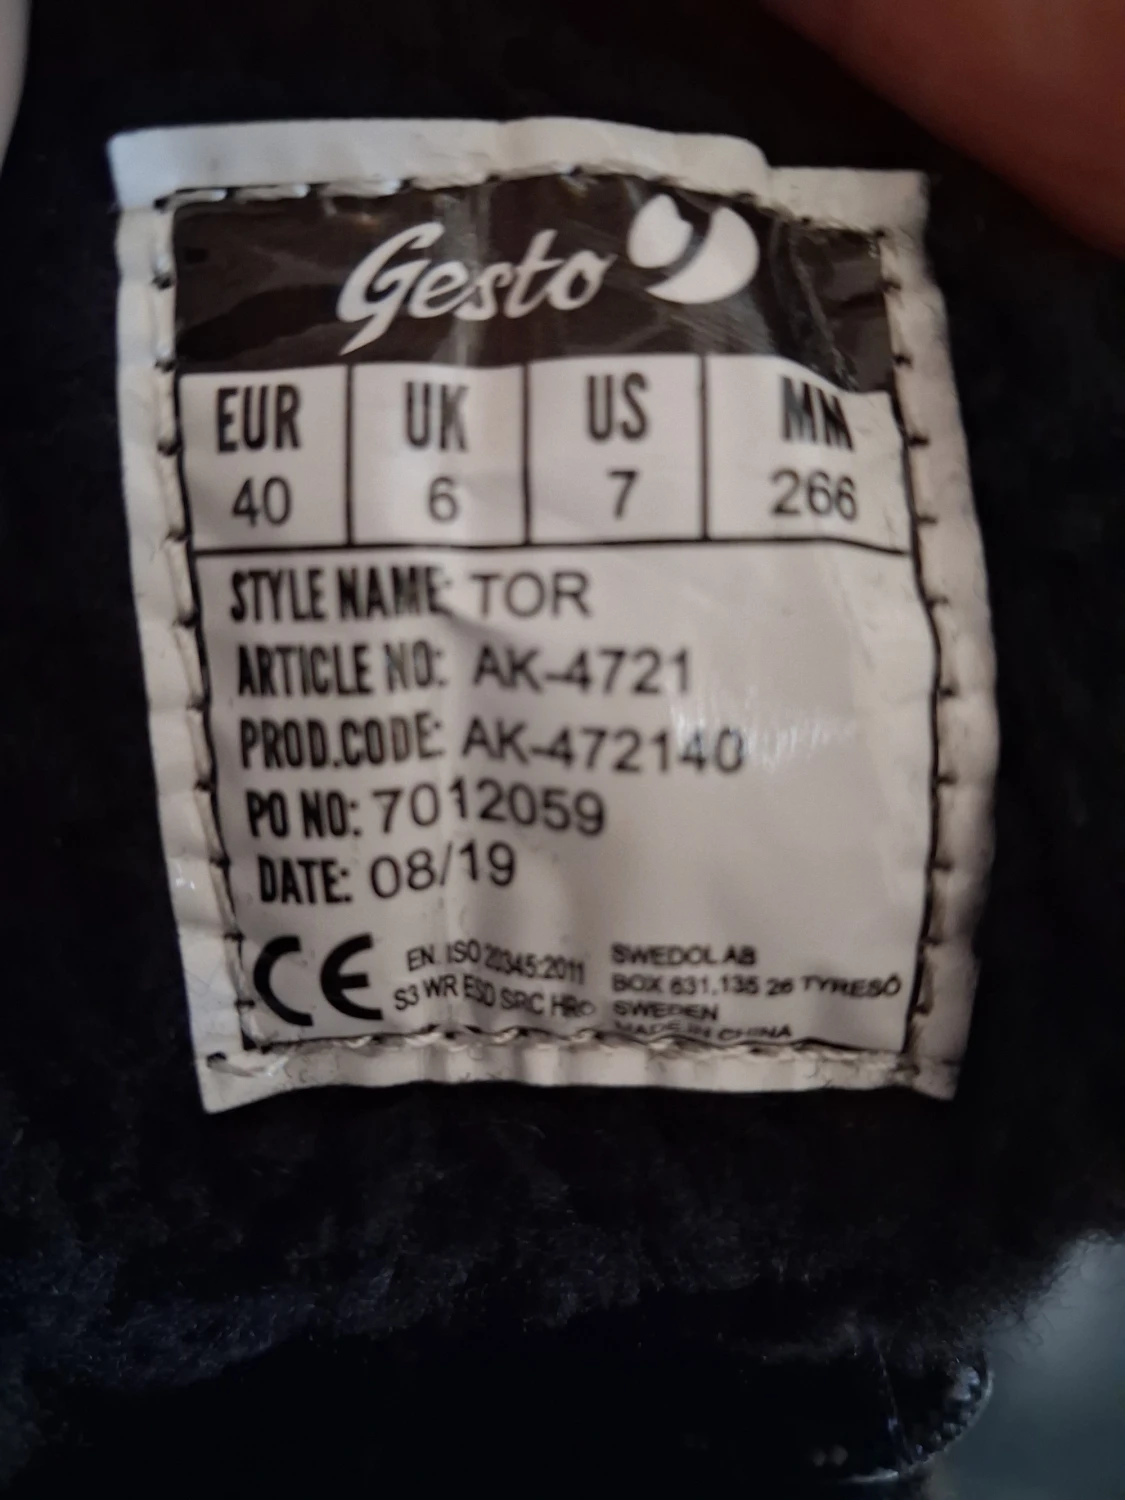 Gesto
EUR UK US MM
40 6 7 266
STYLE NAME: TOR
ARTICLE NO: AK-4721
PROD.CODE: AK-472140
PO NO: 7012059
DATE: 08/19
CE
EN ISO 20345:2011
S3 WR ESD SRC HRO
SWEDOL AB
BOX 631,135 26 TYRESÖ
SWEDEN
MADE IN CHINA